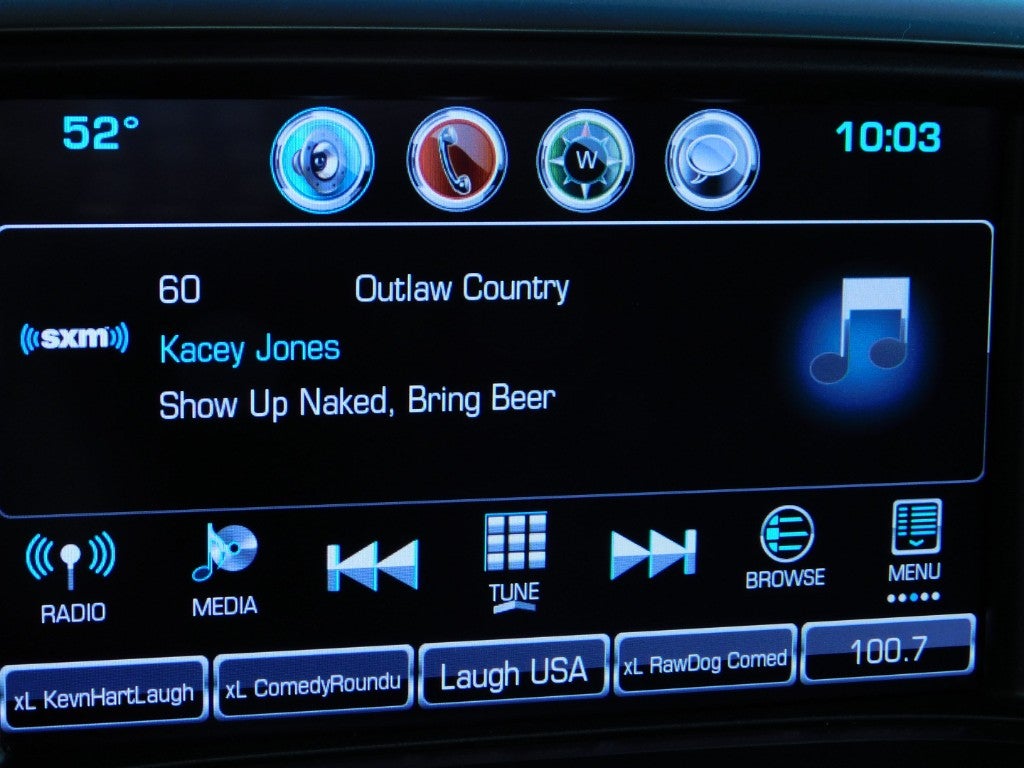 52° W 10:03
60 Outlaw Country
sxm
Kacey Jones
Show Up Naked, Bring Beer
RADIO MEDIA TUNE BROWSE MENU
xL KevnHartLaugh xL ComedyRoundu Laugh USA xL RawDog Comed 100.7